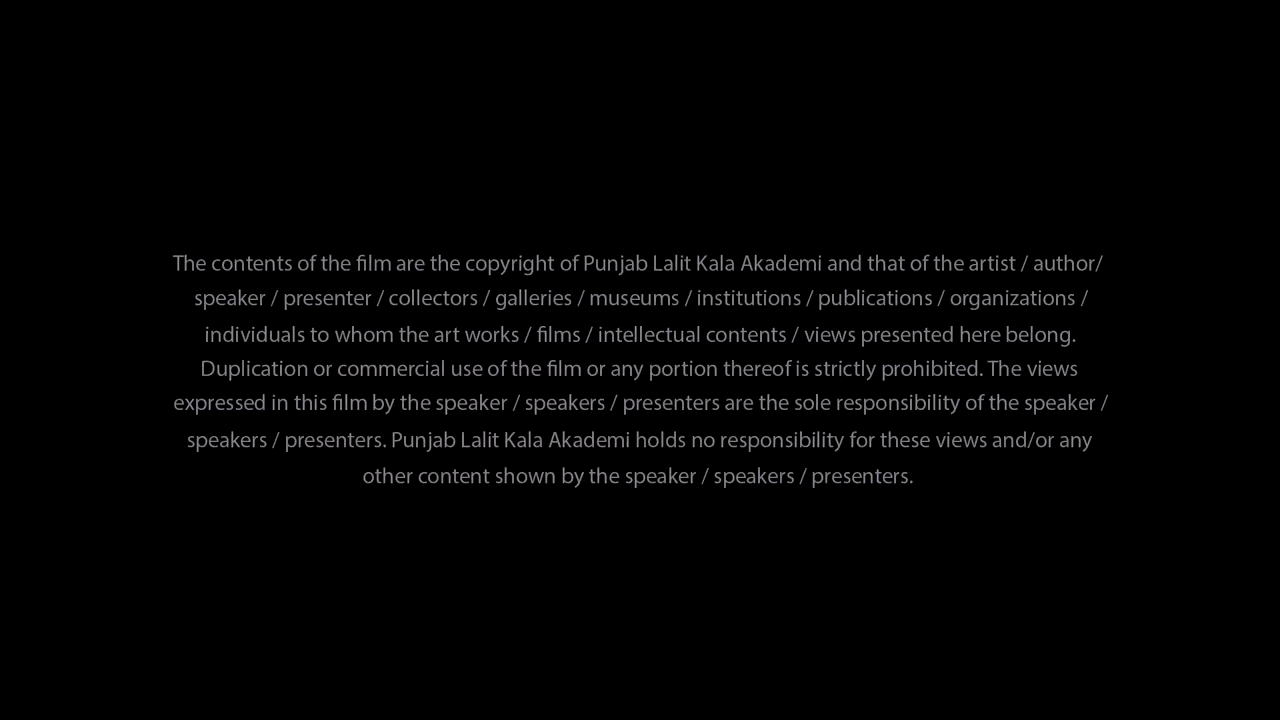 The contents of the film are the copyright of Punjab Lalit Kala Akademi and that of the artist / author/
speaker / presenter / collectors / galleries / museums / institutions / publications / organizations /
individuals to whom the art works / films / intellectual contents / views presented here belong.
Duplication or commercial use of the film or any portion thereof is strictly prohibited. The views
expressed in this film by the speaker / speakers / presenters are the sole responsibility of the speaker /
speakers / presenters. Punjab Lalit Kala Akademi holds no responsibility for these views and/or any
other content shown by the speaker / speakers / presenters.